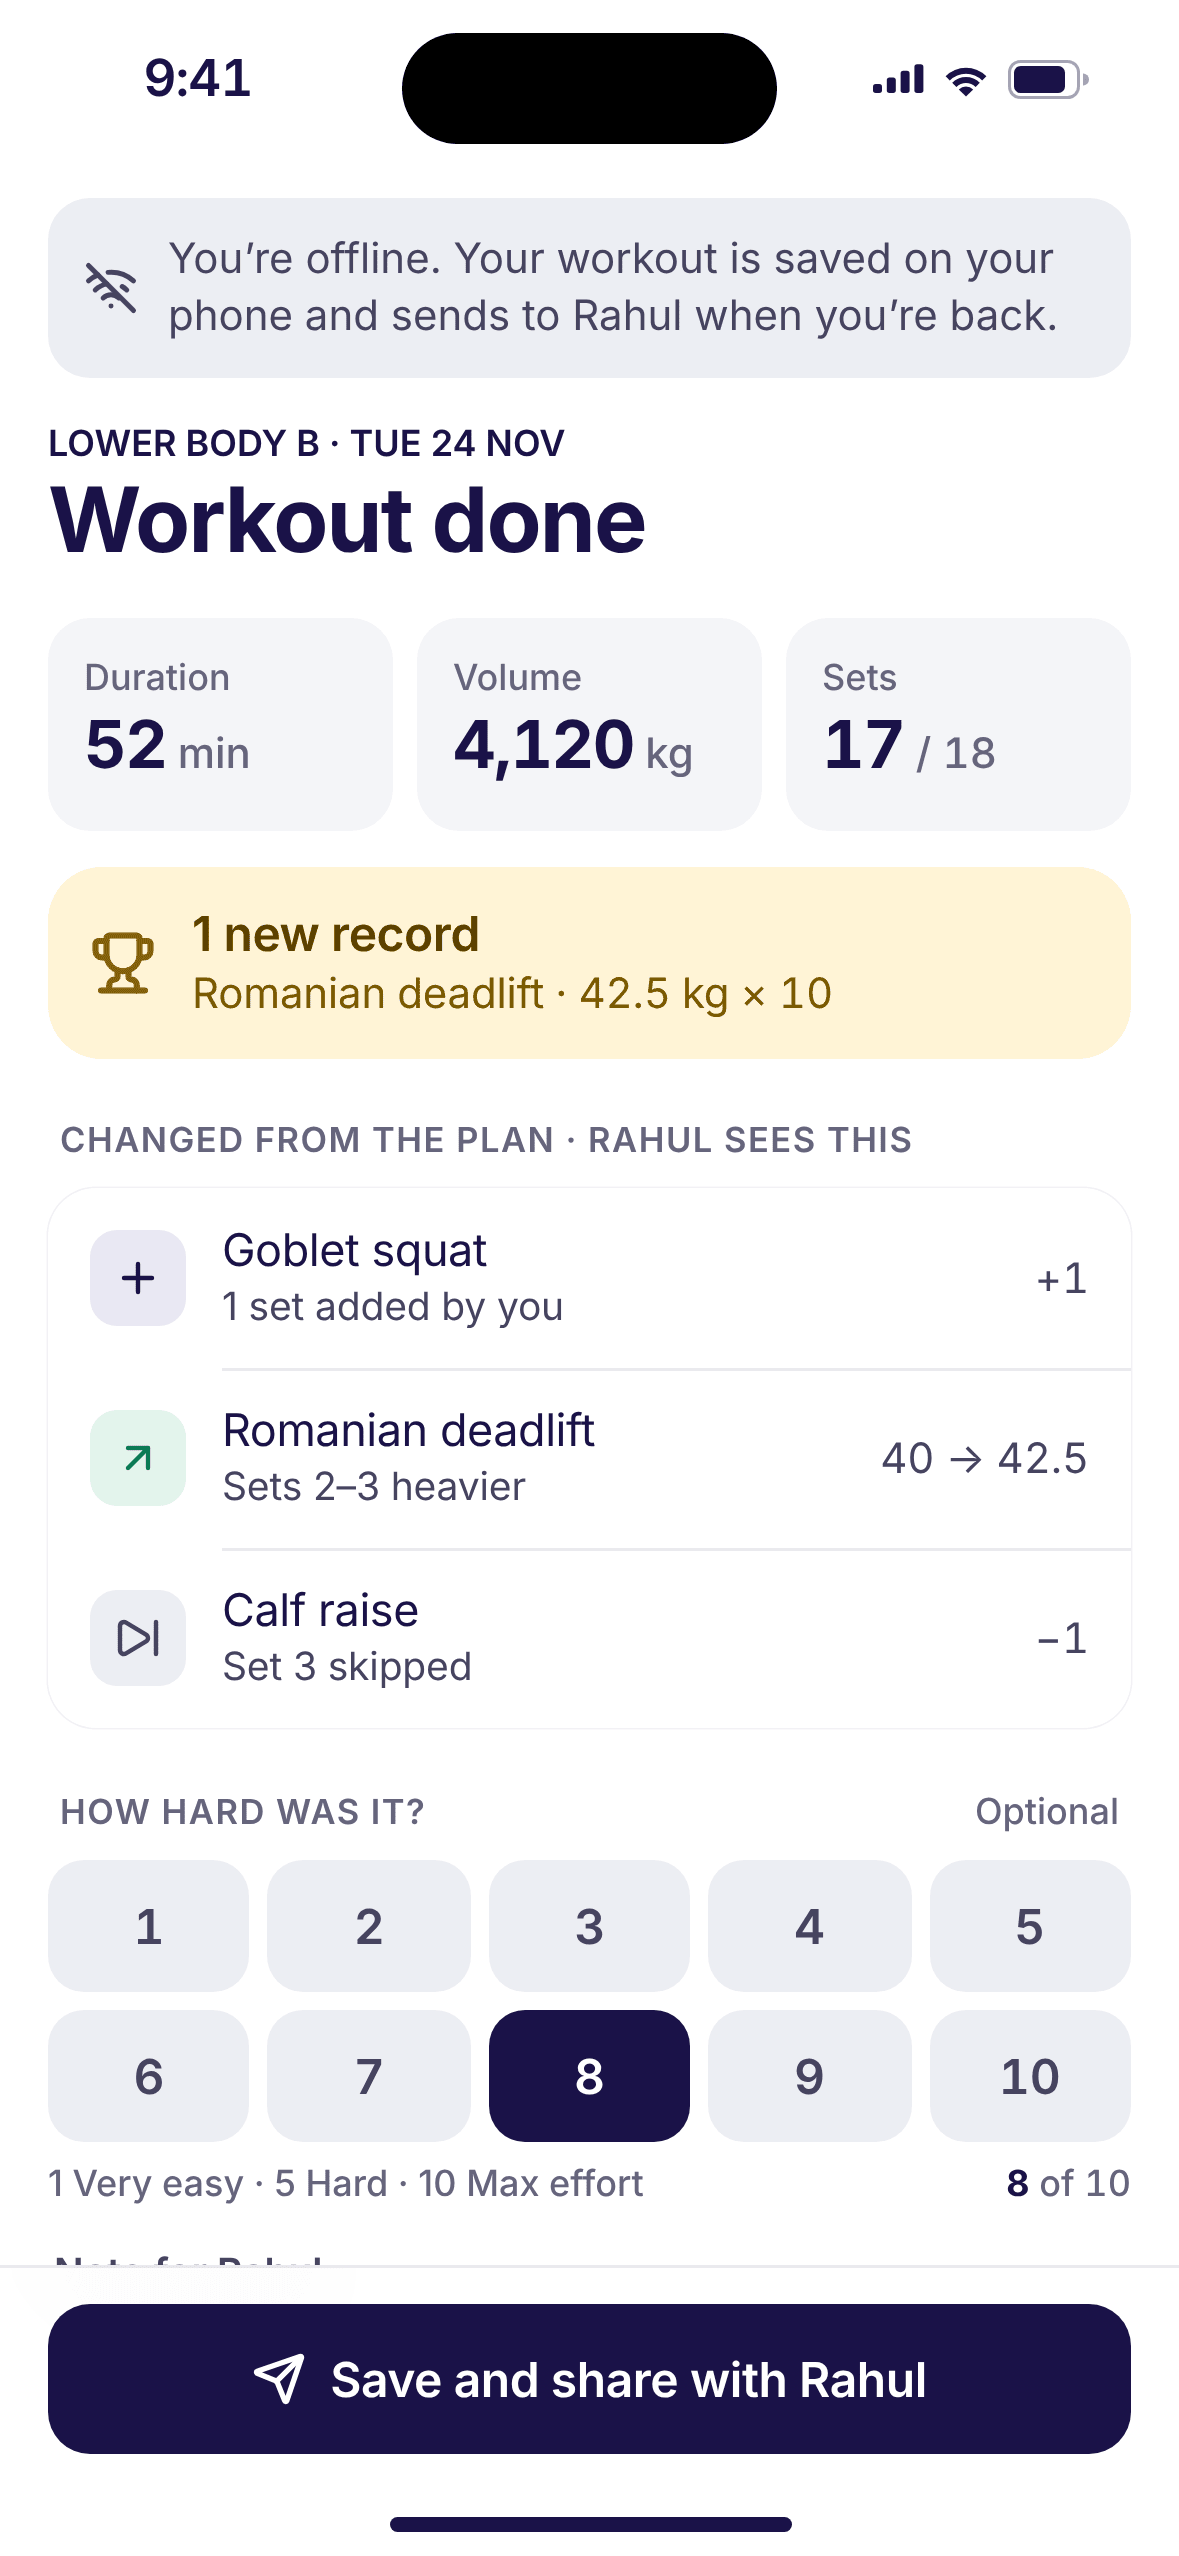 9:41
You’re offline. Your workout is saved on your
phone and sends to Rahul when you’re back.
LOWER BODY B · TUE 24 NOV
Workout done
Duration
52 min
Volume
4,120 kg
Sets
17 / 18
1 new record
Romanian deadlift · 42.5 kg × 10
CHANGED FROM THE PLAN · RAHUL SEES THIS
Goblet squat
1 set added by you
+1
Romanian deadlift
Sets 2–3 heavier
40 → 42.5
Calf raise
Set 3 skipped
−1
HOW HARD WAS IT?
Optional
1
2
3
4
5
6
7
8
9
10
1 Very easy · 5 Hard · 10 Max effort
8 of 10
Note for Rahul
Save and share with Rahul